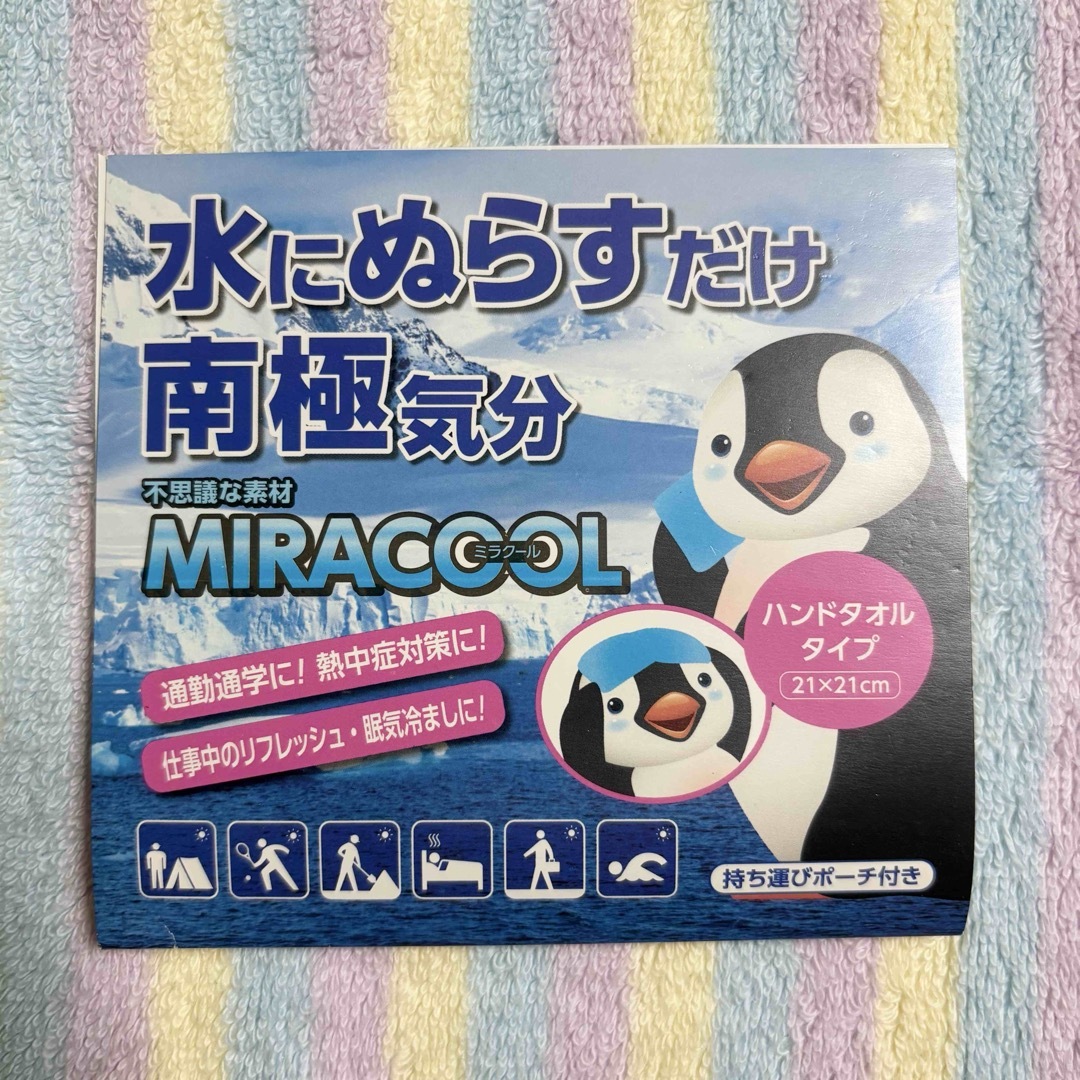 水にぬらすだけ
南極気分
不思議な素材
MIRACOOL
ミラクール
通勤通学に!熱中症対策に!
仕事中のリフレッシュ・眠気冷ましに!
ハンドタオル
タイプ
21×21cm
持ち運びポーチ付き